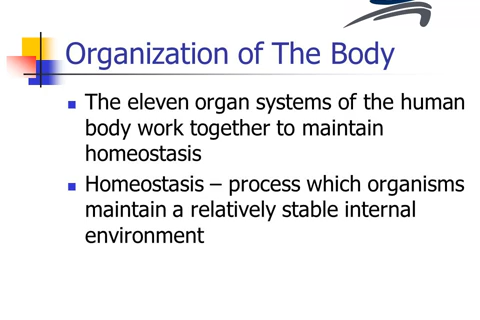 Organization of The Body
The eleven organ systems of the human
body work together to maintain
homeostasis
Homeostasis – process which organisms
maintain a relatively stable internal
environment